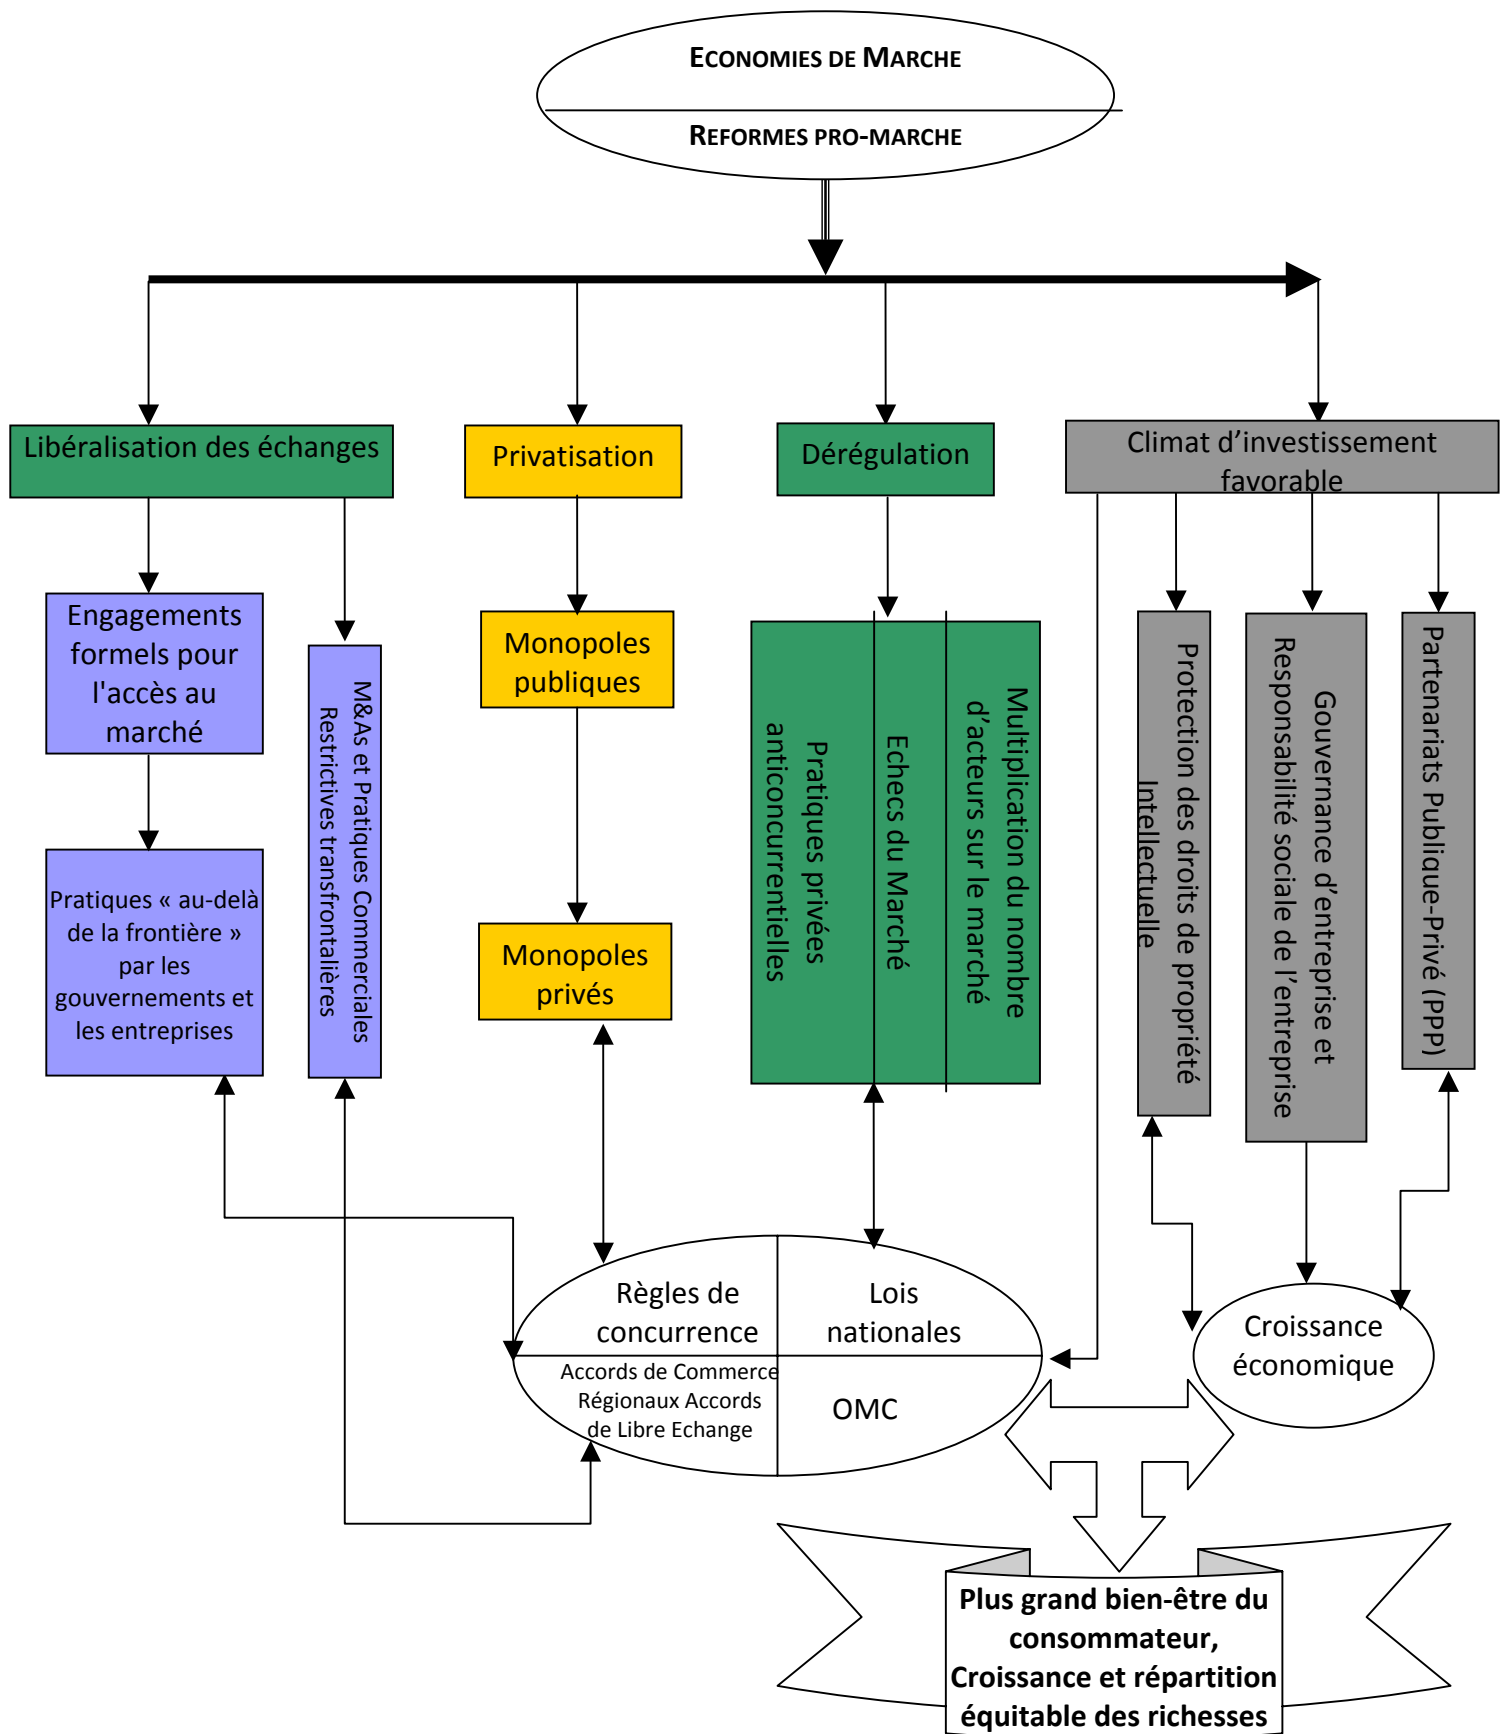 ECONOMIES DE MARCHE
REFORMES PRO-MARCHE
Libéralisation des échanges
Privatisation
Dérégulation
Climat d’investissement
favorable
Engagements
formels pour
l'accès au
marché
M&As et Pratiques Commerciales
Restrictives transfrontalières
Monopoles
publiques
Multiplication du nombre
d’acteurs sur le marché
Echecs du Marché
Pratiques privées
anticoncurrentielles
Protection des droits de propriété
Intellectuelle
Gouvernance d’entreprise et
Responsabilité sociale de l’entreprise
Partenariats Publique-Privé (PPP)
Pratiques « au-delà
de la frontière »
par les
gouvernements et
les entreprises
Monopoles
privés
Règles de
concurrence
Lois
nationales
Accords de Commerce
Régionaux Accords
de Libre Echange
OMC
Croissance
économique
Plus grand bien-être du
consommateur,
Croissance et répartition
équitable des richesses